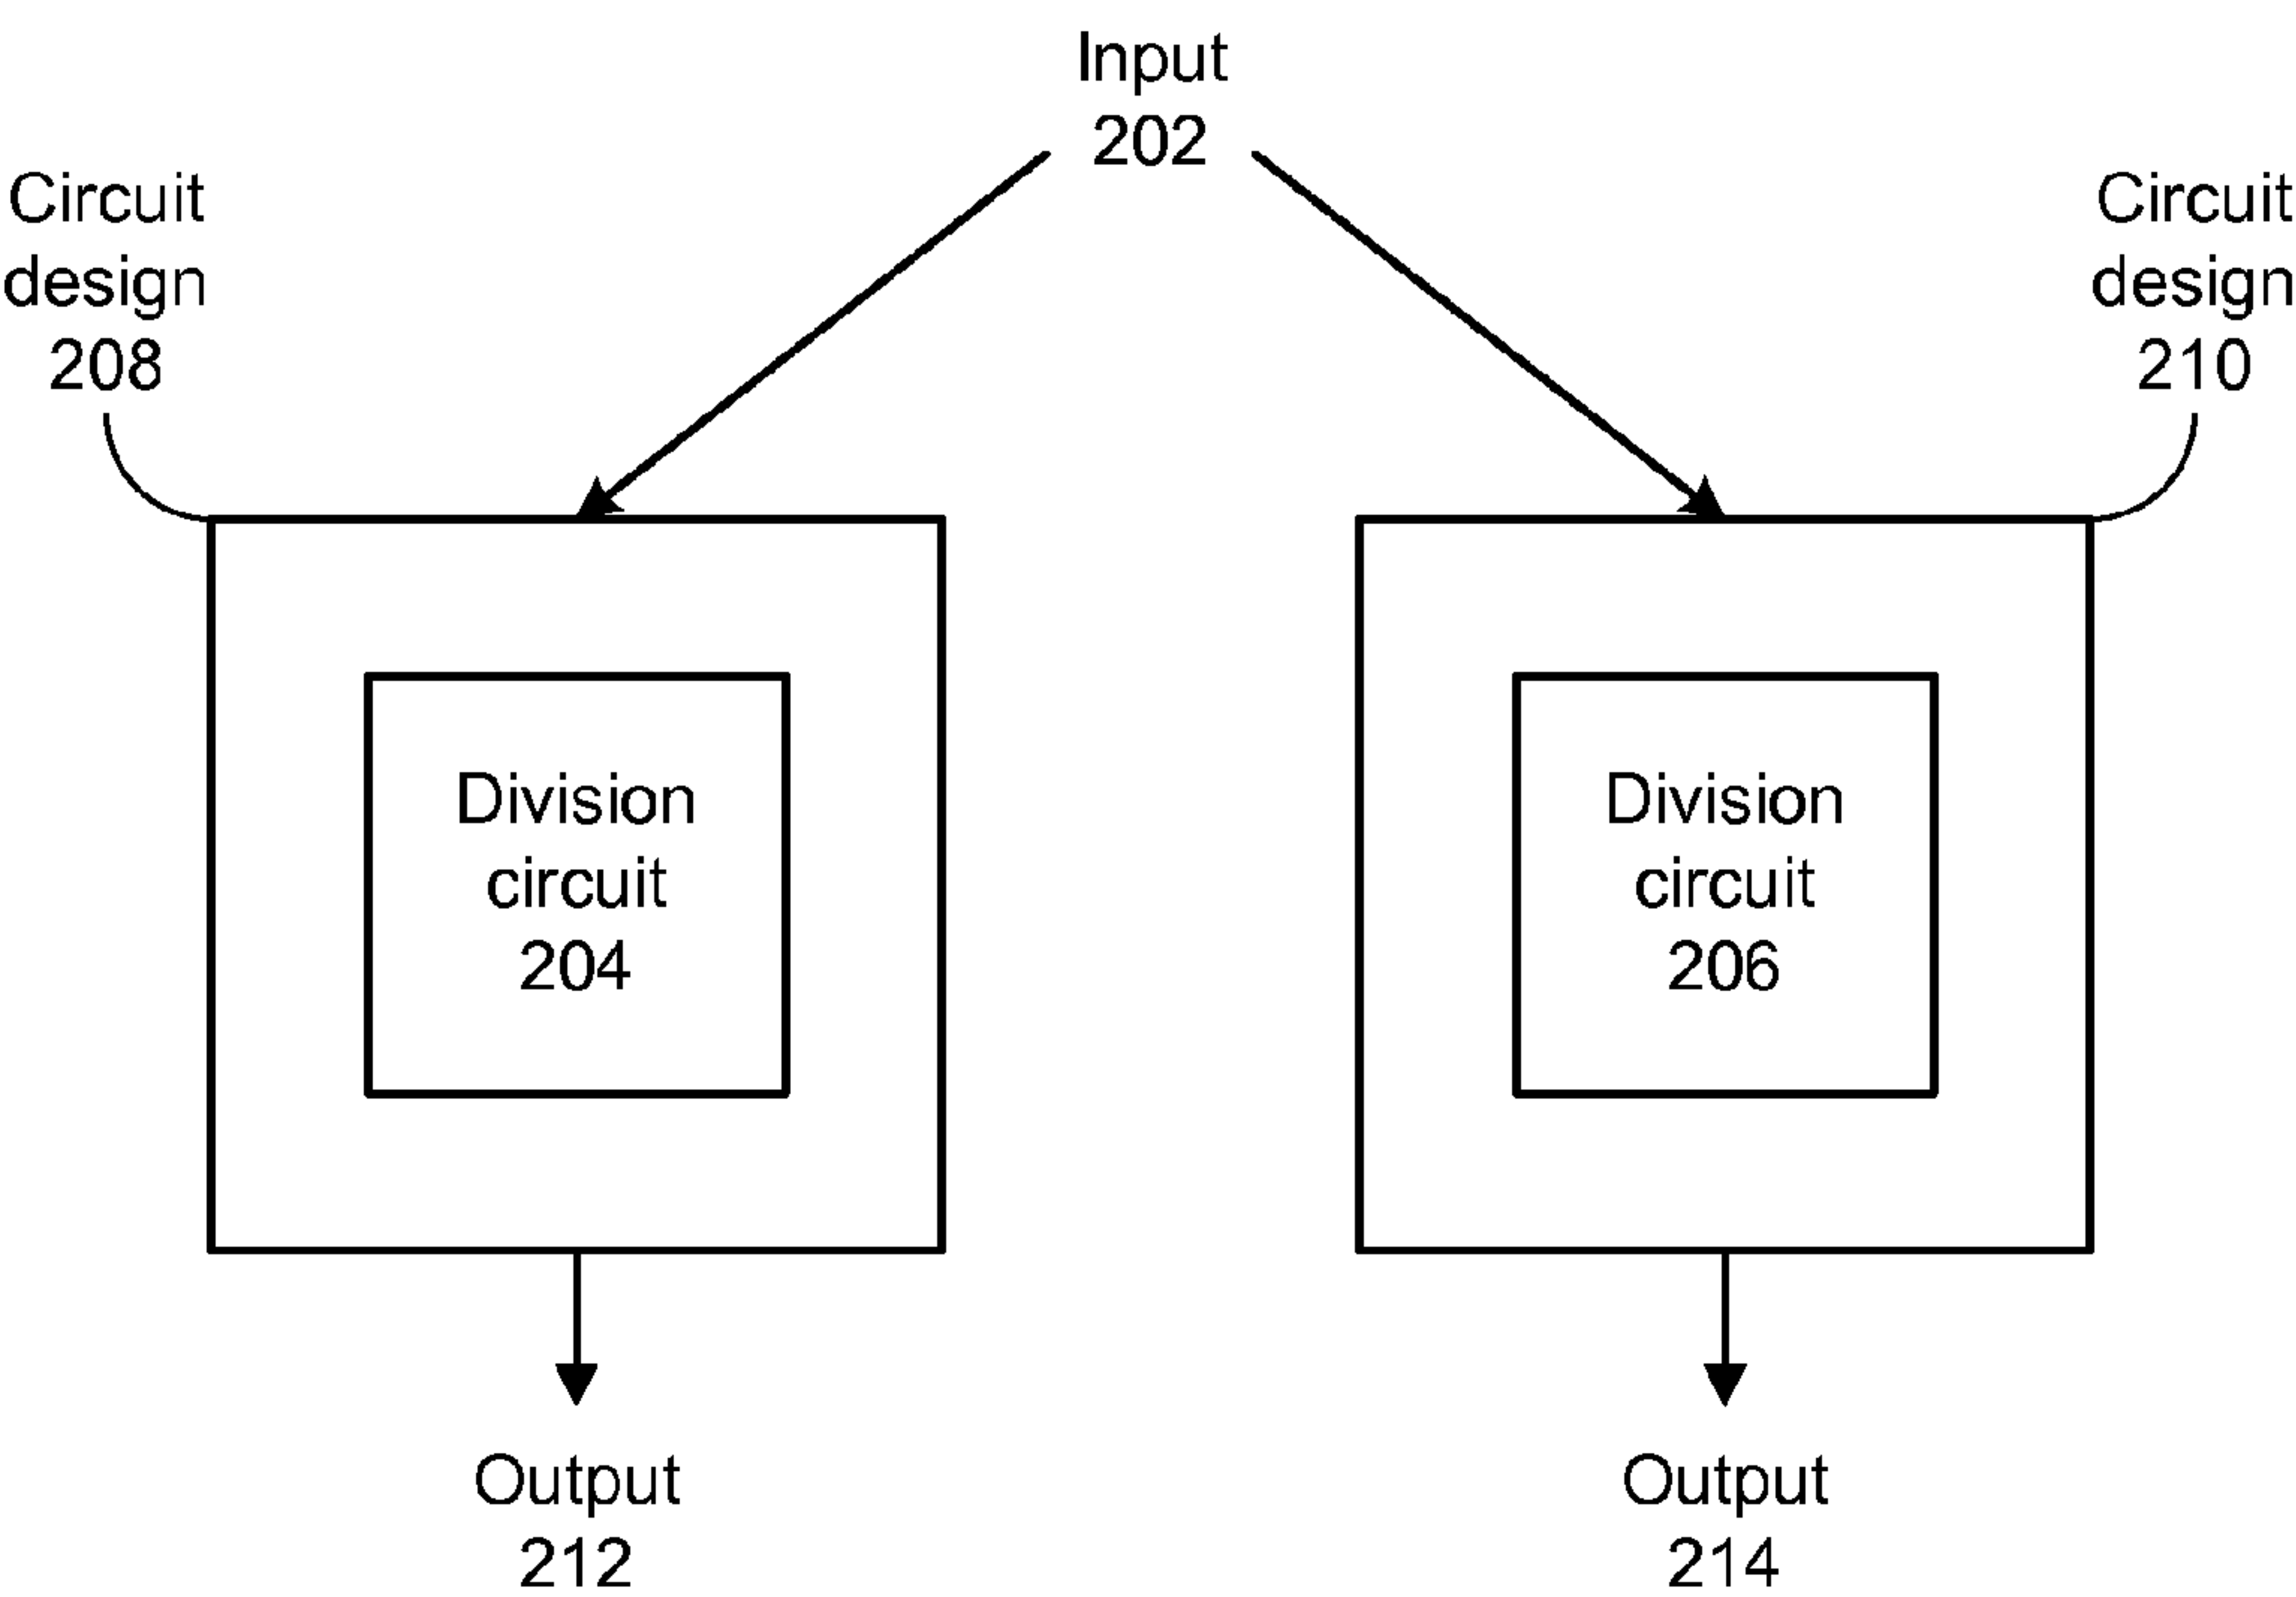 Input
202
Circuit
design
208
Circuit
design
210
Division
circuit
204
Division
circuit
206
Output
212
Output
214